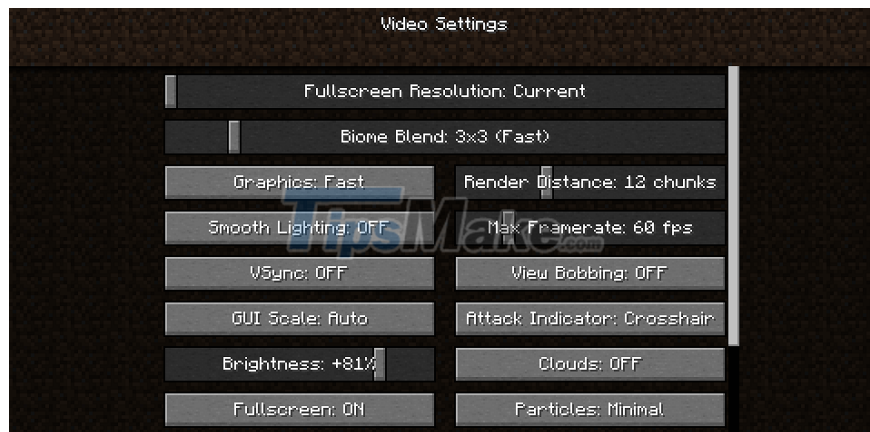 Video Settings
Fullscreen Resolution: Current
Biome Blend: 3x3 (Fast)
Graphics: Fast
Render Distance: 12 chunks
Smooth Lighting: OFF
Max Framerate: 60 fps
TipsMake.com
VSync: OFF
View Bobbing: OFF
GUI Scale: Auto
Attack Indicator: Crosshair
Brightness: +81%
Clouds: OFF
Fullscreen: ON
Particles: Minimal